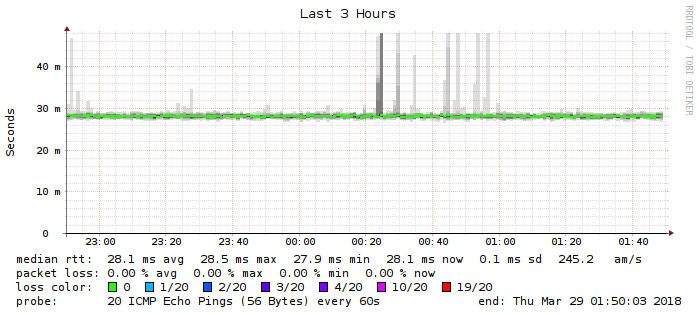 Last 3 Hours
RRDTOOL / TOBI OETIKER
Seconds
40 m
30 m
20 m
10 m
0
23:00 23:20 23:40 00:00 00:20 00:40 01:00 01:20 01:40
median rtt: 28.1 ms avg 28.5 ms max 27.9 ms min 28.1 ms now 0.1 ms sd 245.2 am/s
packet loss: 0.00 % avg 0.00 % max 0.00 % min 0.00 % now
loss color: 0 1/20 2/20 3/20 4/20 10/20 19/20
probe: 20 ICMP Echo Pings (56 Bytes) every 60s end: Thu Mar 29 01:50:03 2018